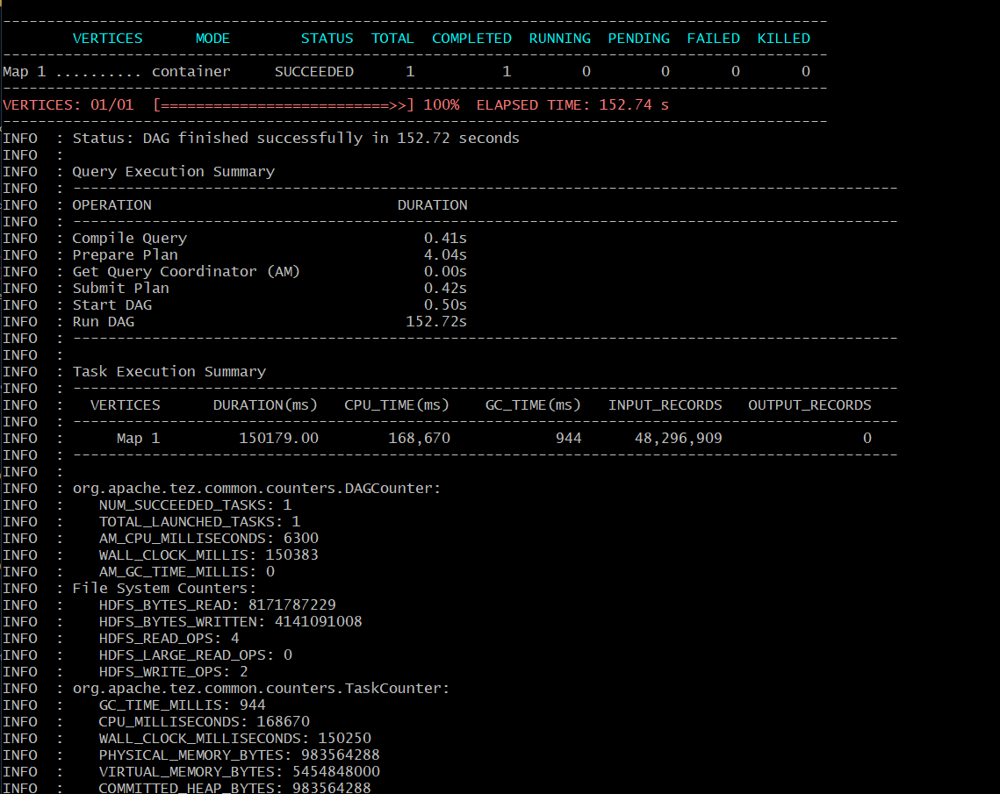 ----------------------------------------------------------------------------------------------
        VERTICES      MODE        STATUS  TOTAL  COMPLETED  RUNNING  PENDING  FAILED  KILLED
----------------------------------------------------------------------------------------------
Map 1 .......... container     SUCCEEDED      1          1        0        0       0       0
----------------------------------------------------------------------------------------------
VERTICES: 01/01  [==========================>>] 100%  ELAPSED TIME: 152.74 s
----------------------------------------------------------------------------------------------
INFO  : Status: DAG finished successfully in 152.72 seconds
INFO  :
INFO  : Query Execution Summary
INFO  : ----------------------------------------------------------------------------------------------
INFO  : OPERATION                            DURATION
INFO  : ----------------------------------------------------------------------------------------------
INFO  : Compile Query                           0.41s
INFO  : Prepare Plan                            4.04s
INFO  : Get Query Coordinator (AM)              0.00s
INFO  : Submit Plan                             0.42s
INFO  : Start DAG                               0.50s
INFO  : Run DAG                               152.72s
INFO  : ----------------------------------------------------------------------------------------------
INFO  :
INFO  : Task Execution Summary
INFO  : ----------------------------------------------------------------------------------------------
INFO  :   VERTICES      DURATION(ms)   CPU_TIME(ms)    GC_TIME(ms)   INPUT_RECORDS   OUTPUT_RECORDS
INFO  : ----------------------------------------------------------------------------------------------
INFO  :      Map 1         150179.00        168,670            944      48,296,909                0
INFO  : ----------------------------------------------------------------------------------------------
INFO  :
INFO  : org.apache.tez.common.counters.DAGCounter:
INFO  :    NUM_SUCCEEDED_TASKS: 1
INFO  :    TOTAL_LAUNCHED_TASKS: 1
INFO  :    AM_CPU_MILLISECONDS: 6300
INFO  :    WALL_CLOCK_MILLIS: 150383
INFO  :    AM_GC_TIME_MILLIS: 0
INFO  : File System Counters:
INFO  :    HDFS_BYTES_READ: 8171787229
INFO  :    HDFS_BYTES_WRITTEN: 4141091008
INFO  :    HDFS_READ_OPS: 4
INFO  :    HDFS_LARGE_READ_OPS: 0
INFO  :    HDFS_WRITE_OPS: 2
INFO  : org.apache.tez.common.counters.TaskCounter:
INFO  :    GC_TIME_MILLIS: 944
INFO  :    CPU_MILLISECONDS: 168670
INFO  :    WALL_CLOCK_MILLISECONDS: 150250
INFO  :    PHYSICAL_MEMORY_BYTES: 983564288
INFO  :    VIRTUAL_MEMORY_BYTES: 5454848000
INFO  :    COMMITTED_HEAP_BYTES: 983564288